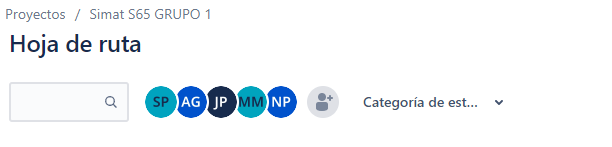 Proyectos / Simat S65 GRUPO 1
Hoja de ruta
SP AG JP MM NP Categoría de est...